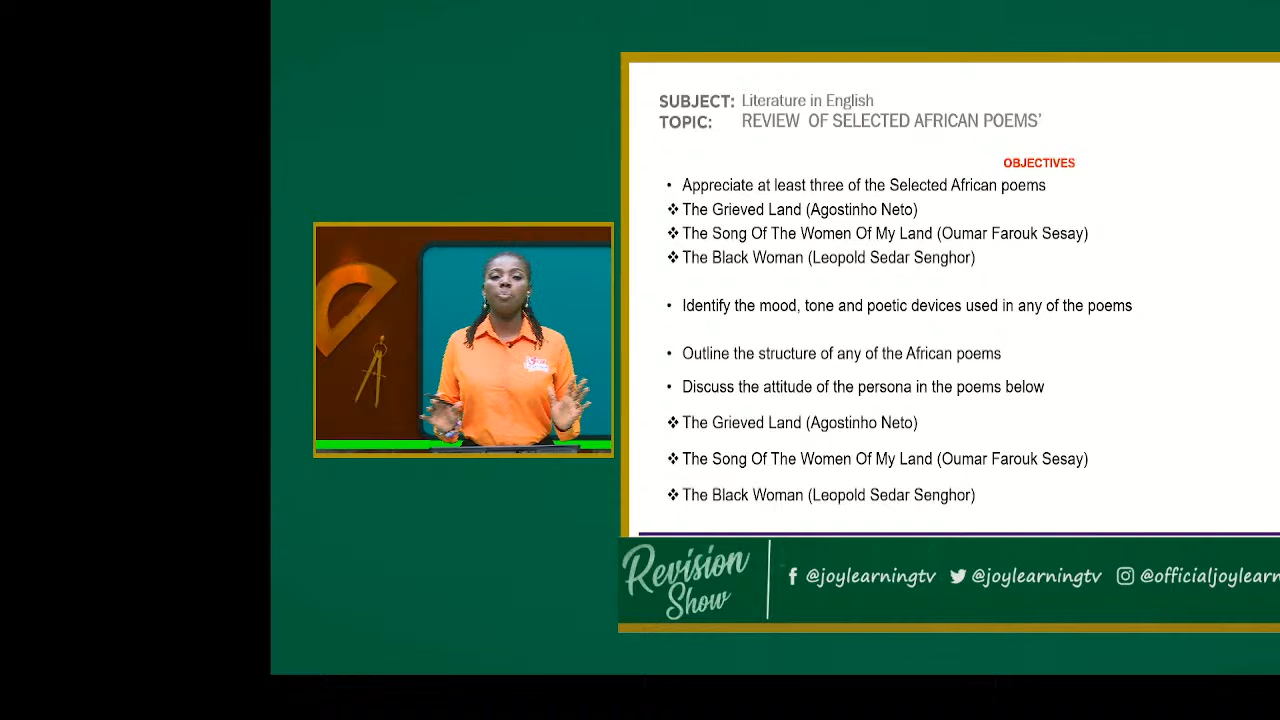 SUBJECT: Literature in English
TOPIC: REVIEW OF SELECTED AFRICAN POEMS’
OBJECTIVES
• Appreciate at least three of the Selected African poems
❖ The Grieved Land (Agostinho Neto)
❖ The Song Of The Women Of My Land (Oumar Farouk Sesay)
❖ The Black Woman (Leopold Sedar Senghor)
• Identify the mood, tone and poetic devices used in any of the poems
• Outline the structure of any of the African poems
• Discuss the attitude of the persona in the poems below
❖ The Grieved Land (Agostinho Neto)
❖ The Song Of The Women Of My Land (Oumar Farouk Sesay)
❖ The Black Woman (Leopold Sedar Senghor)
Revision
Show
@joylearningtv @joylearningtv @officialjoylearn